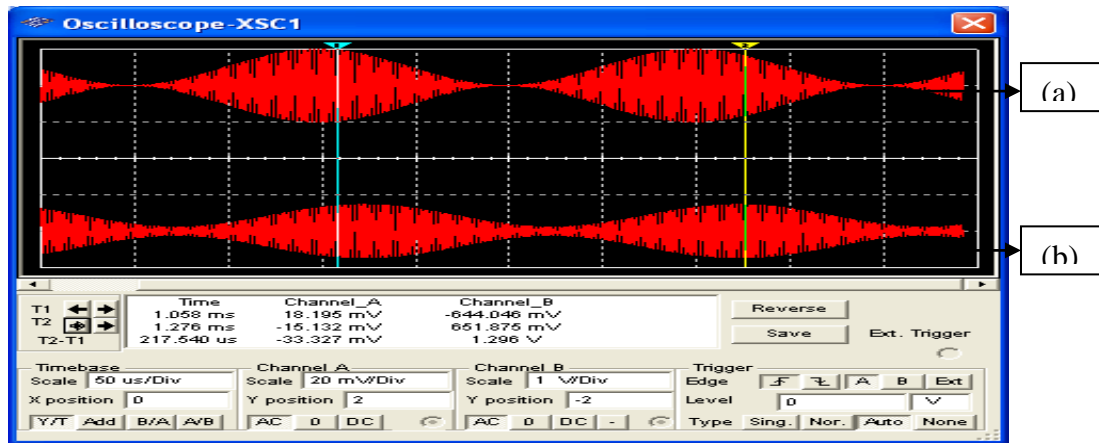 Oscilloscope-XSC1
(a)
(b)
T1
T2
T2-T1
Time Channel_A Channel_B
1.058 ms 18.195 mV -644.046 mV
1.276 ms -15.132 mV 651.875 mV
217.540 us -33.327 mV 1.296 V
Reverse
Save
Ext. Trigger
Timebase
Scale 50 us/Div
X position 0
Y/T Add B/A A/B
Channel A
Scale 20 mV/Div
Y position 2
AC 0 DC
Channel B
Scale 1 V/Div
Y position -2
AC 0 DC -
Trigger
Edge A B Ext
Level 0 V
Type Sing. Nor. Auto None